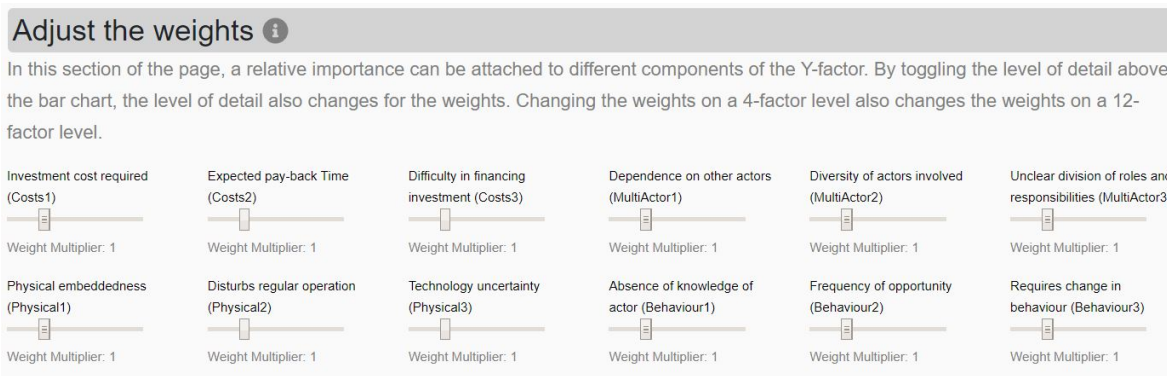 Adjust the weights
In this section of the page, a relative importance can be attached to different components of the Y-factor. By toggling the level of detail above
the bar chart, the level of detail also changes for the weights. Changing the weights on a 4-factor level also changes the weights on a 12-
factor level.
Investment cost required Expected pay-back Time Difficulty in financing Dependence on other actors Diversity of actors involved Unclear division of roles and
(Costs1) (Costs2) investment (Costs3) (MultiActor1) (MultiActor2) responsibilities (MultiActor3
Weight Multiplier: 1 Weight Multiplier: 1 Weight Multiplier: 1 Weight Multiplier: 1 Weight Multiplier: 1 Weight Multiplier: 1
Physical embeddedness Disturbs regular operation Technology uncertainty Absence of knowledge of Frequency of opportunity Requires change in
(Physical1) (Physical2) (Physical3) actor (Behaviour1) (Behaviour2) behaviour (Behaviour3)
Weight Multiplier: 1 Weight Multiplier: 1 Weight Multiplier: 1 Weight Multiplier: 1 Weight Multiplier: 1 Weight Multiplier: 1